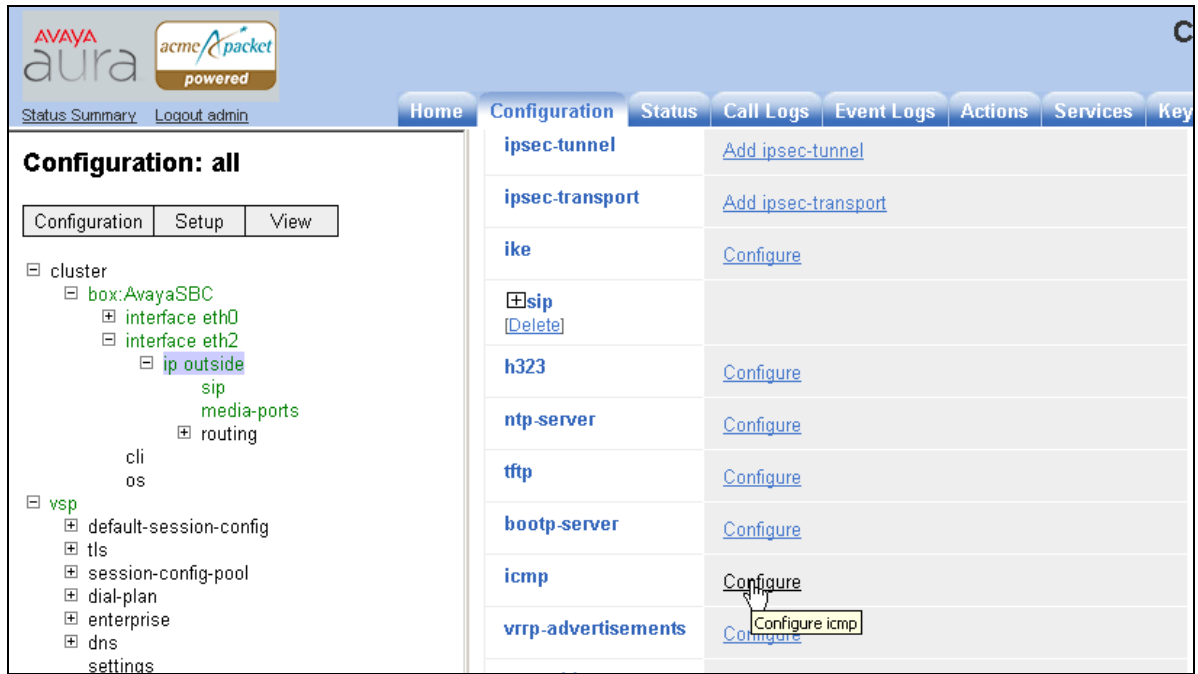 AVAYA
aura
acme packet
powered
C
Status Summary Logout admin
Home Configuration Status Call Logs Event Logs Actions Services Key
Configuration: all
Configuration Setup View
cluster
box:AvayaSBC
interface eth0
interface eth2
ip outside
sip
media-ports
routing
cli
os
vsp
default-session-config
tls
session-config-pool
dial-plan
enterprise
dns
settings
ipsec-tunnel Add ipsec-tunnel
ipsec-transport Add ipsec-transport
ike Configure
sip
[Delete]
h323 Configure
ntp-server Configure
tftp Configure
bootp-server Configure
icmp Configure
Configure icmp
vrrp-advertisements Configure